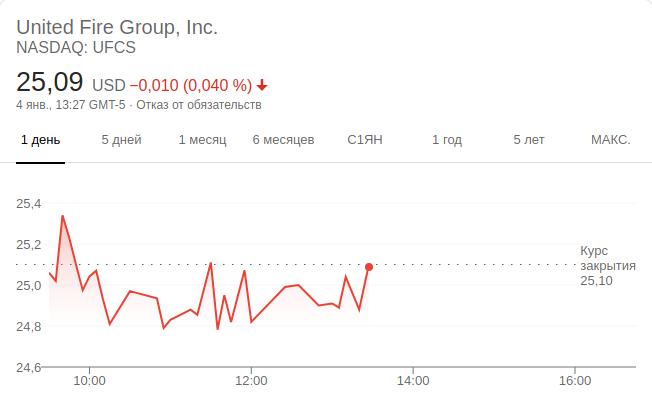 United Fire Group, Inc.
NASDAQ: UFCS
25,09 USD −0,010 (0,040 %)
4 янв., 13:27 GMT-5 · Отказ от обязательств
1 день 5 дней 1 месяц 6 месяцев С1ЯН 1 год 5 лет МАКС.
25,4
25,2
25,0
24,8
24,6
Курс
закрытия
25,10
10:00 12:00 14:00 16:00